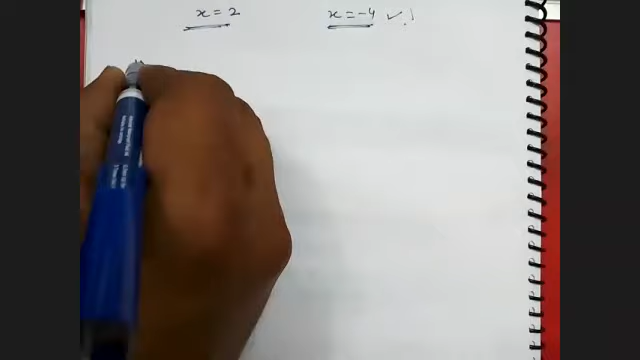 x = 2 x = -4 ✓.!